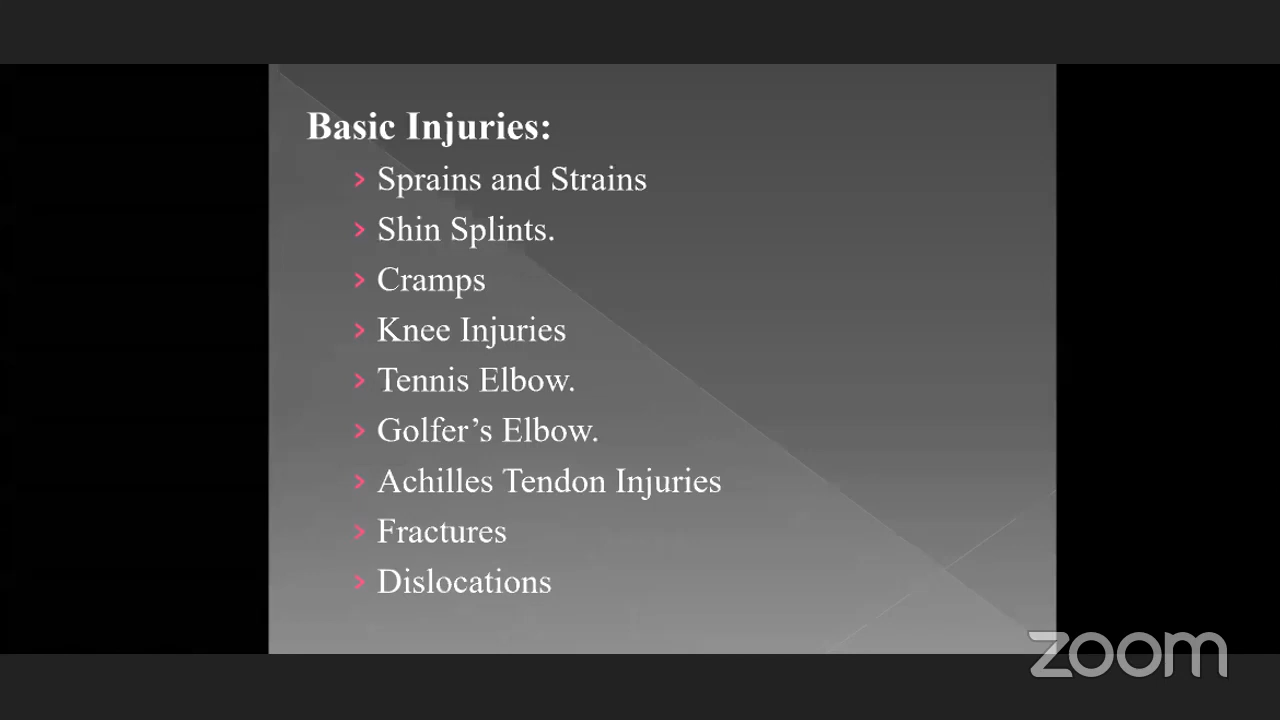 Basic Injuries:
› Sprains and Strains
› Shin Splints.
› Cramps
› Knee Injuries
› Tennis Elbow.
› Golfer’s Elbow.
› Achilles Tendon Injuries
› Fractures
› Dislocations
zoom